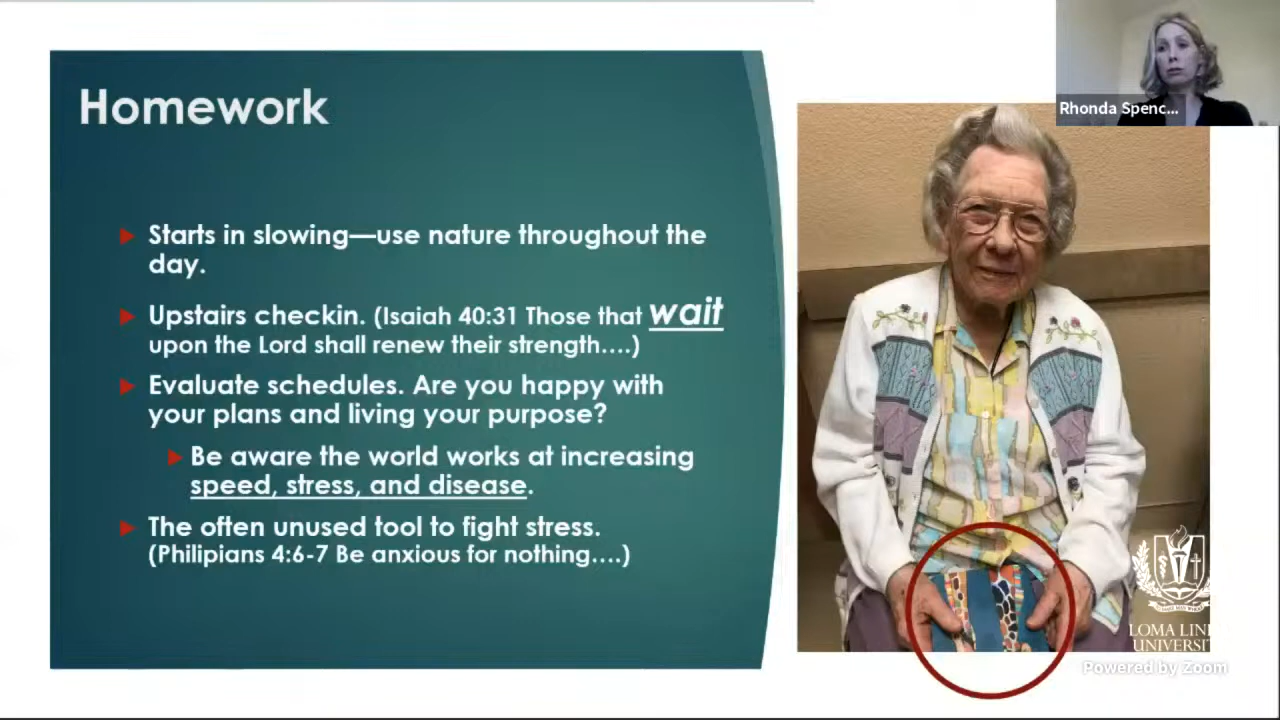 Homework
Starts in slowing—use nature throughout the
day.
Upstairs checkin. (Isaiah 40:31 Those that wait
upon the Lord shall renew their strength....)
Evaluate schedules. Are you happy with
your plans and living your purpose?
Be aware the world works at increasing
speed, stress, and disease.
The often unused tool to fight stress.
(Philipians 4:6-7 Be anxious for nothing....)
Rhonda Spenc...
LOMA LIN
UNIVERSIT
Powered by Zoom